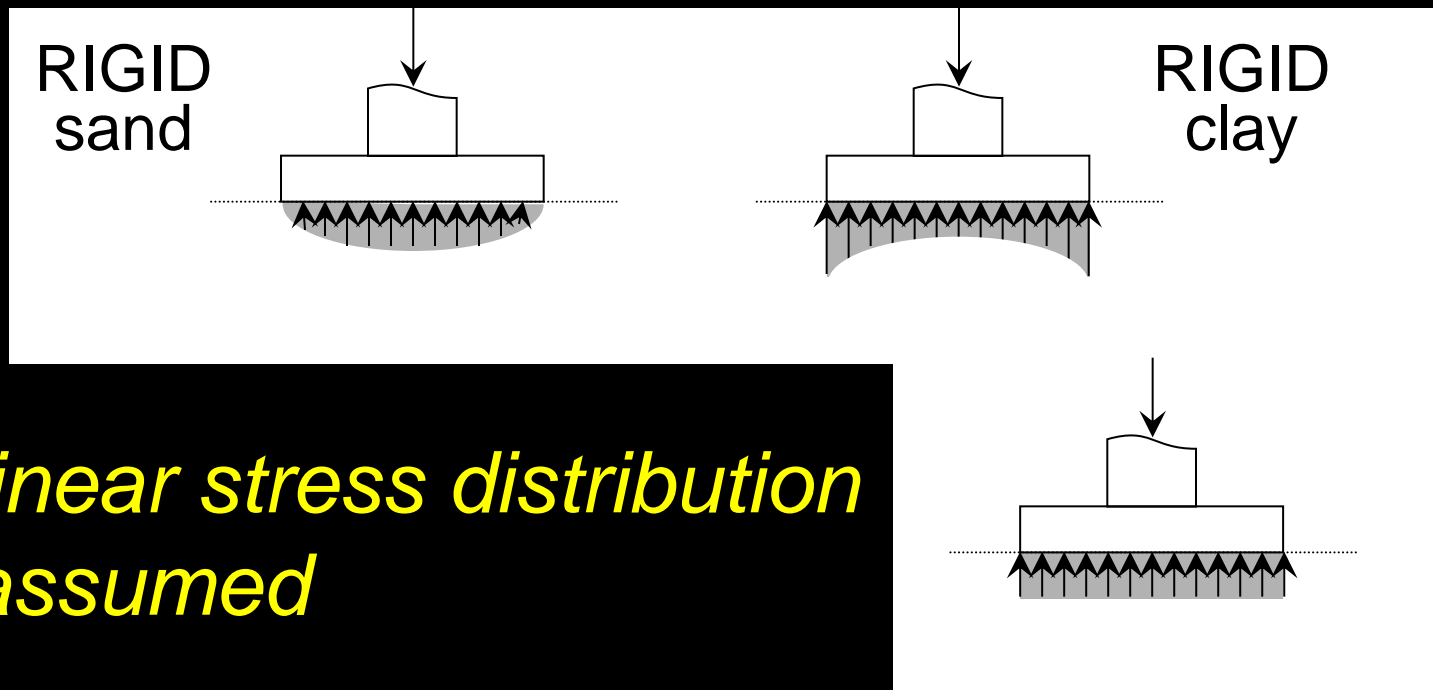 RIGID
sand
RIGID
clay
inear stress distribution
assumed